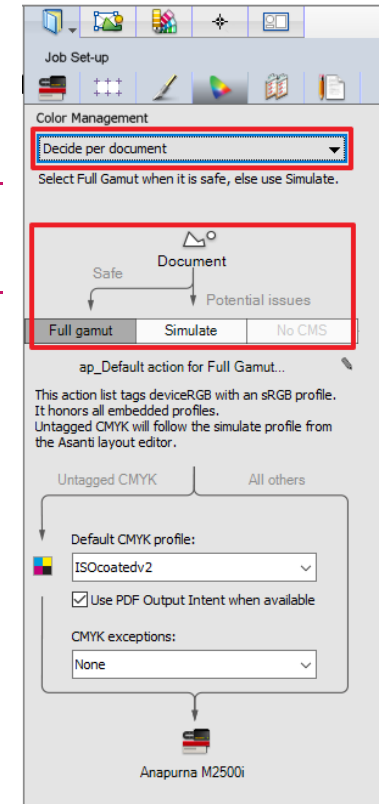 Job Set-up
Color Management
Decide per document
Select Full Gamut when it is safe, else use Simulate.
Document
Safe
Potential issues
Full gamut Simulate No CMS
ap_Default action for Full Gamut...
This action list tags deviceRGB with an sRGB profile.
It honors all embedded profiles.
Untagged CMYK will follow the simulate profile from
the Asanti layout editor.
Untagged CMYK All others
Default CMYK profile:
ISOcoatedv2
Use PDF Output Intent when available
CMYK exceptions:
None
Anapurna M2500i